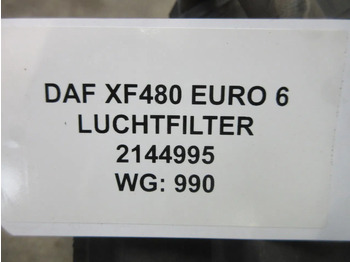 DAF XF480 EURO 6
LUCHTFILTER
2144995
WG: 990